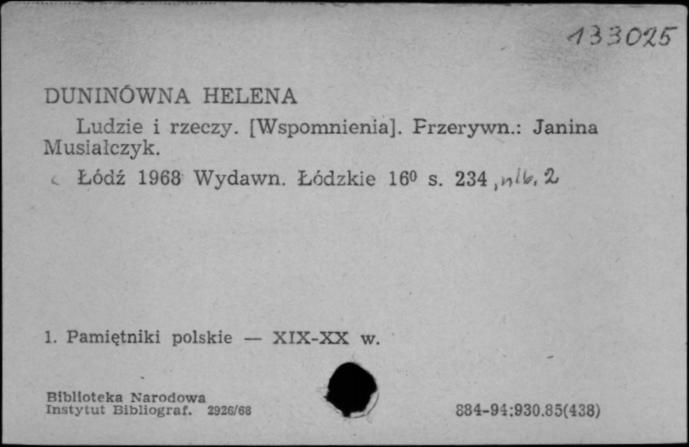 133025
DUNINÓWNA HELENA
Ludzie i rzeczy. [Wspomnienia]. Przerywn.: Janina
Musiałczyk.
Łódź 1968 Wydawn. Łódzkie 16⁰ s. 234, nlb. 2
1. Pamiętniki polskie — XIX-XX w.
Biblioteka Narodowa
Instytut Bibliograf. 2926/68
884-94:930.85(438)